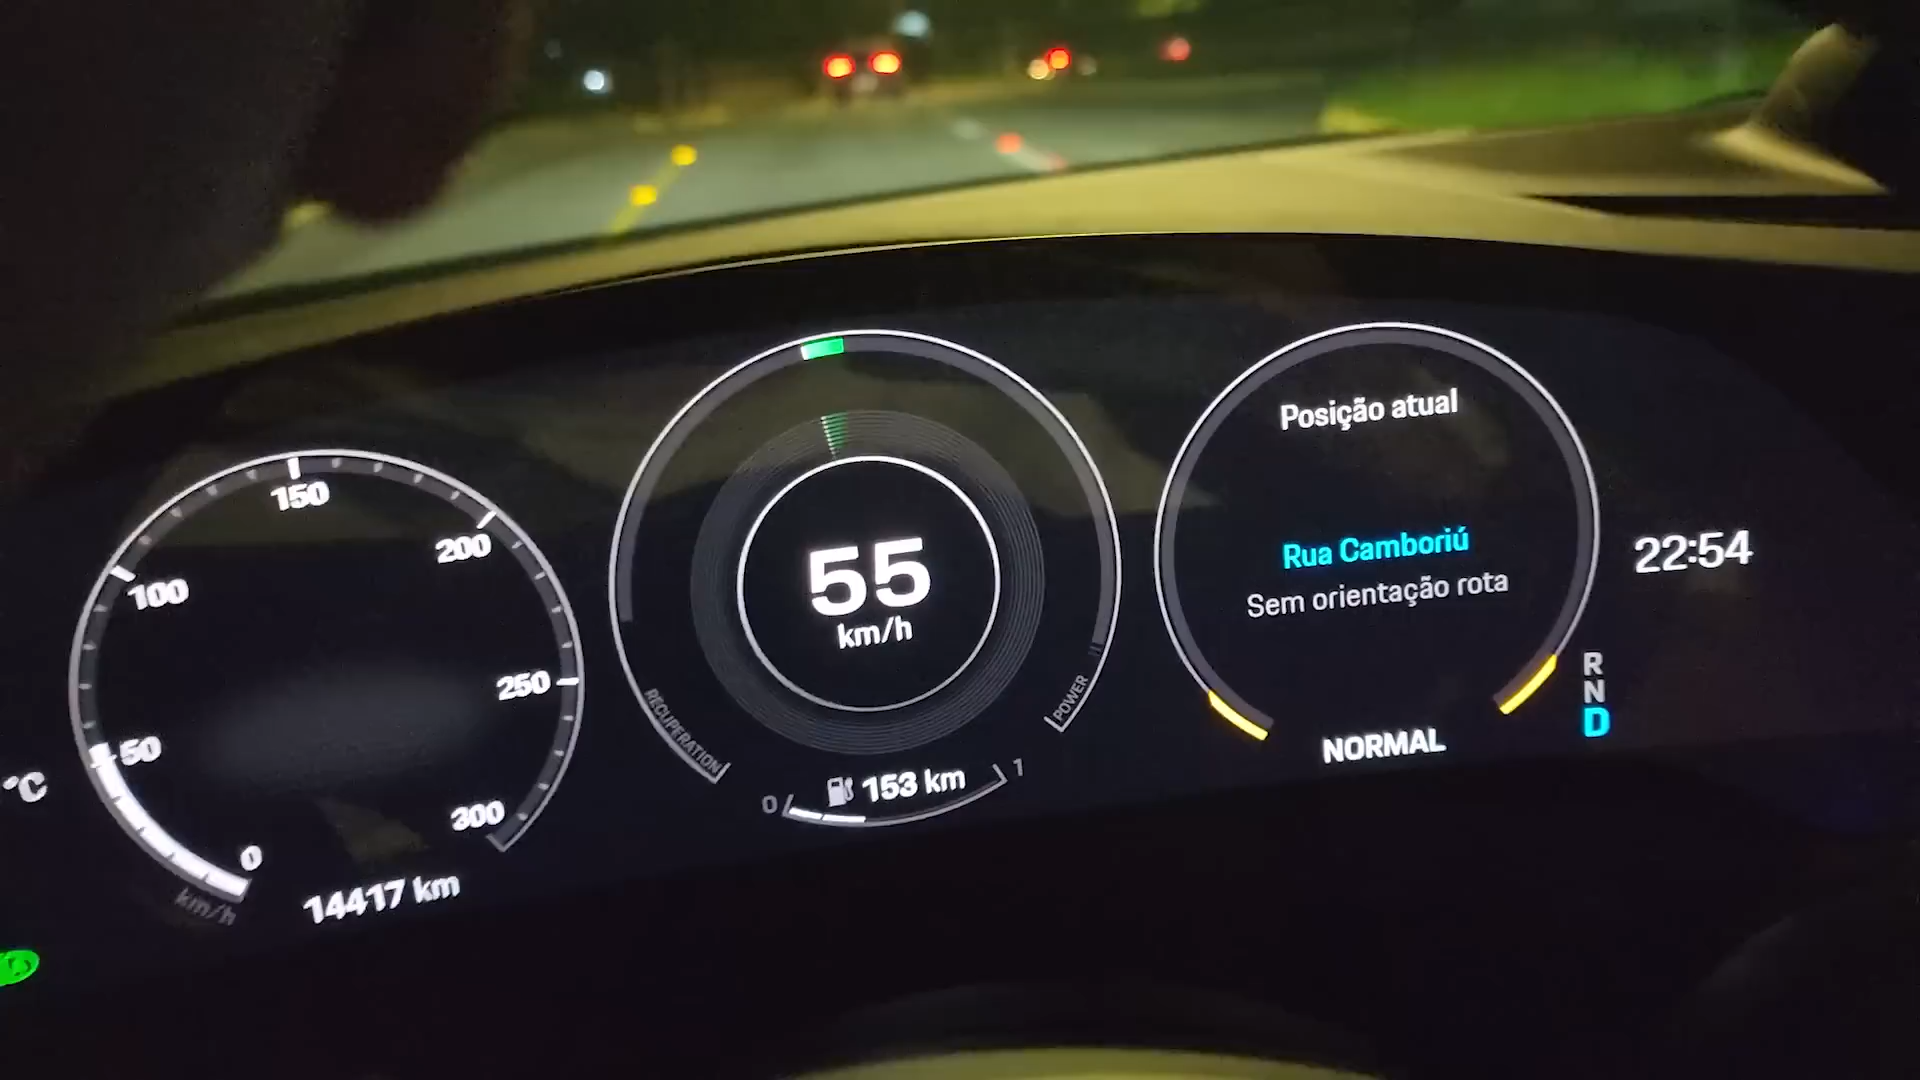 150
200
100
250
50
300
0
km/h
°C
14417 km
55
km/h
RECUPERATION
POWER
0
153 km
1
Posição atual
Rua Camboriú
Sem orientação rota
NORMAL
22:54
R
N
D